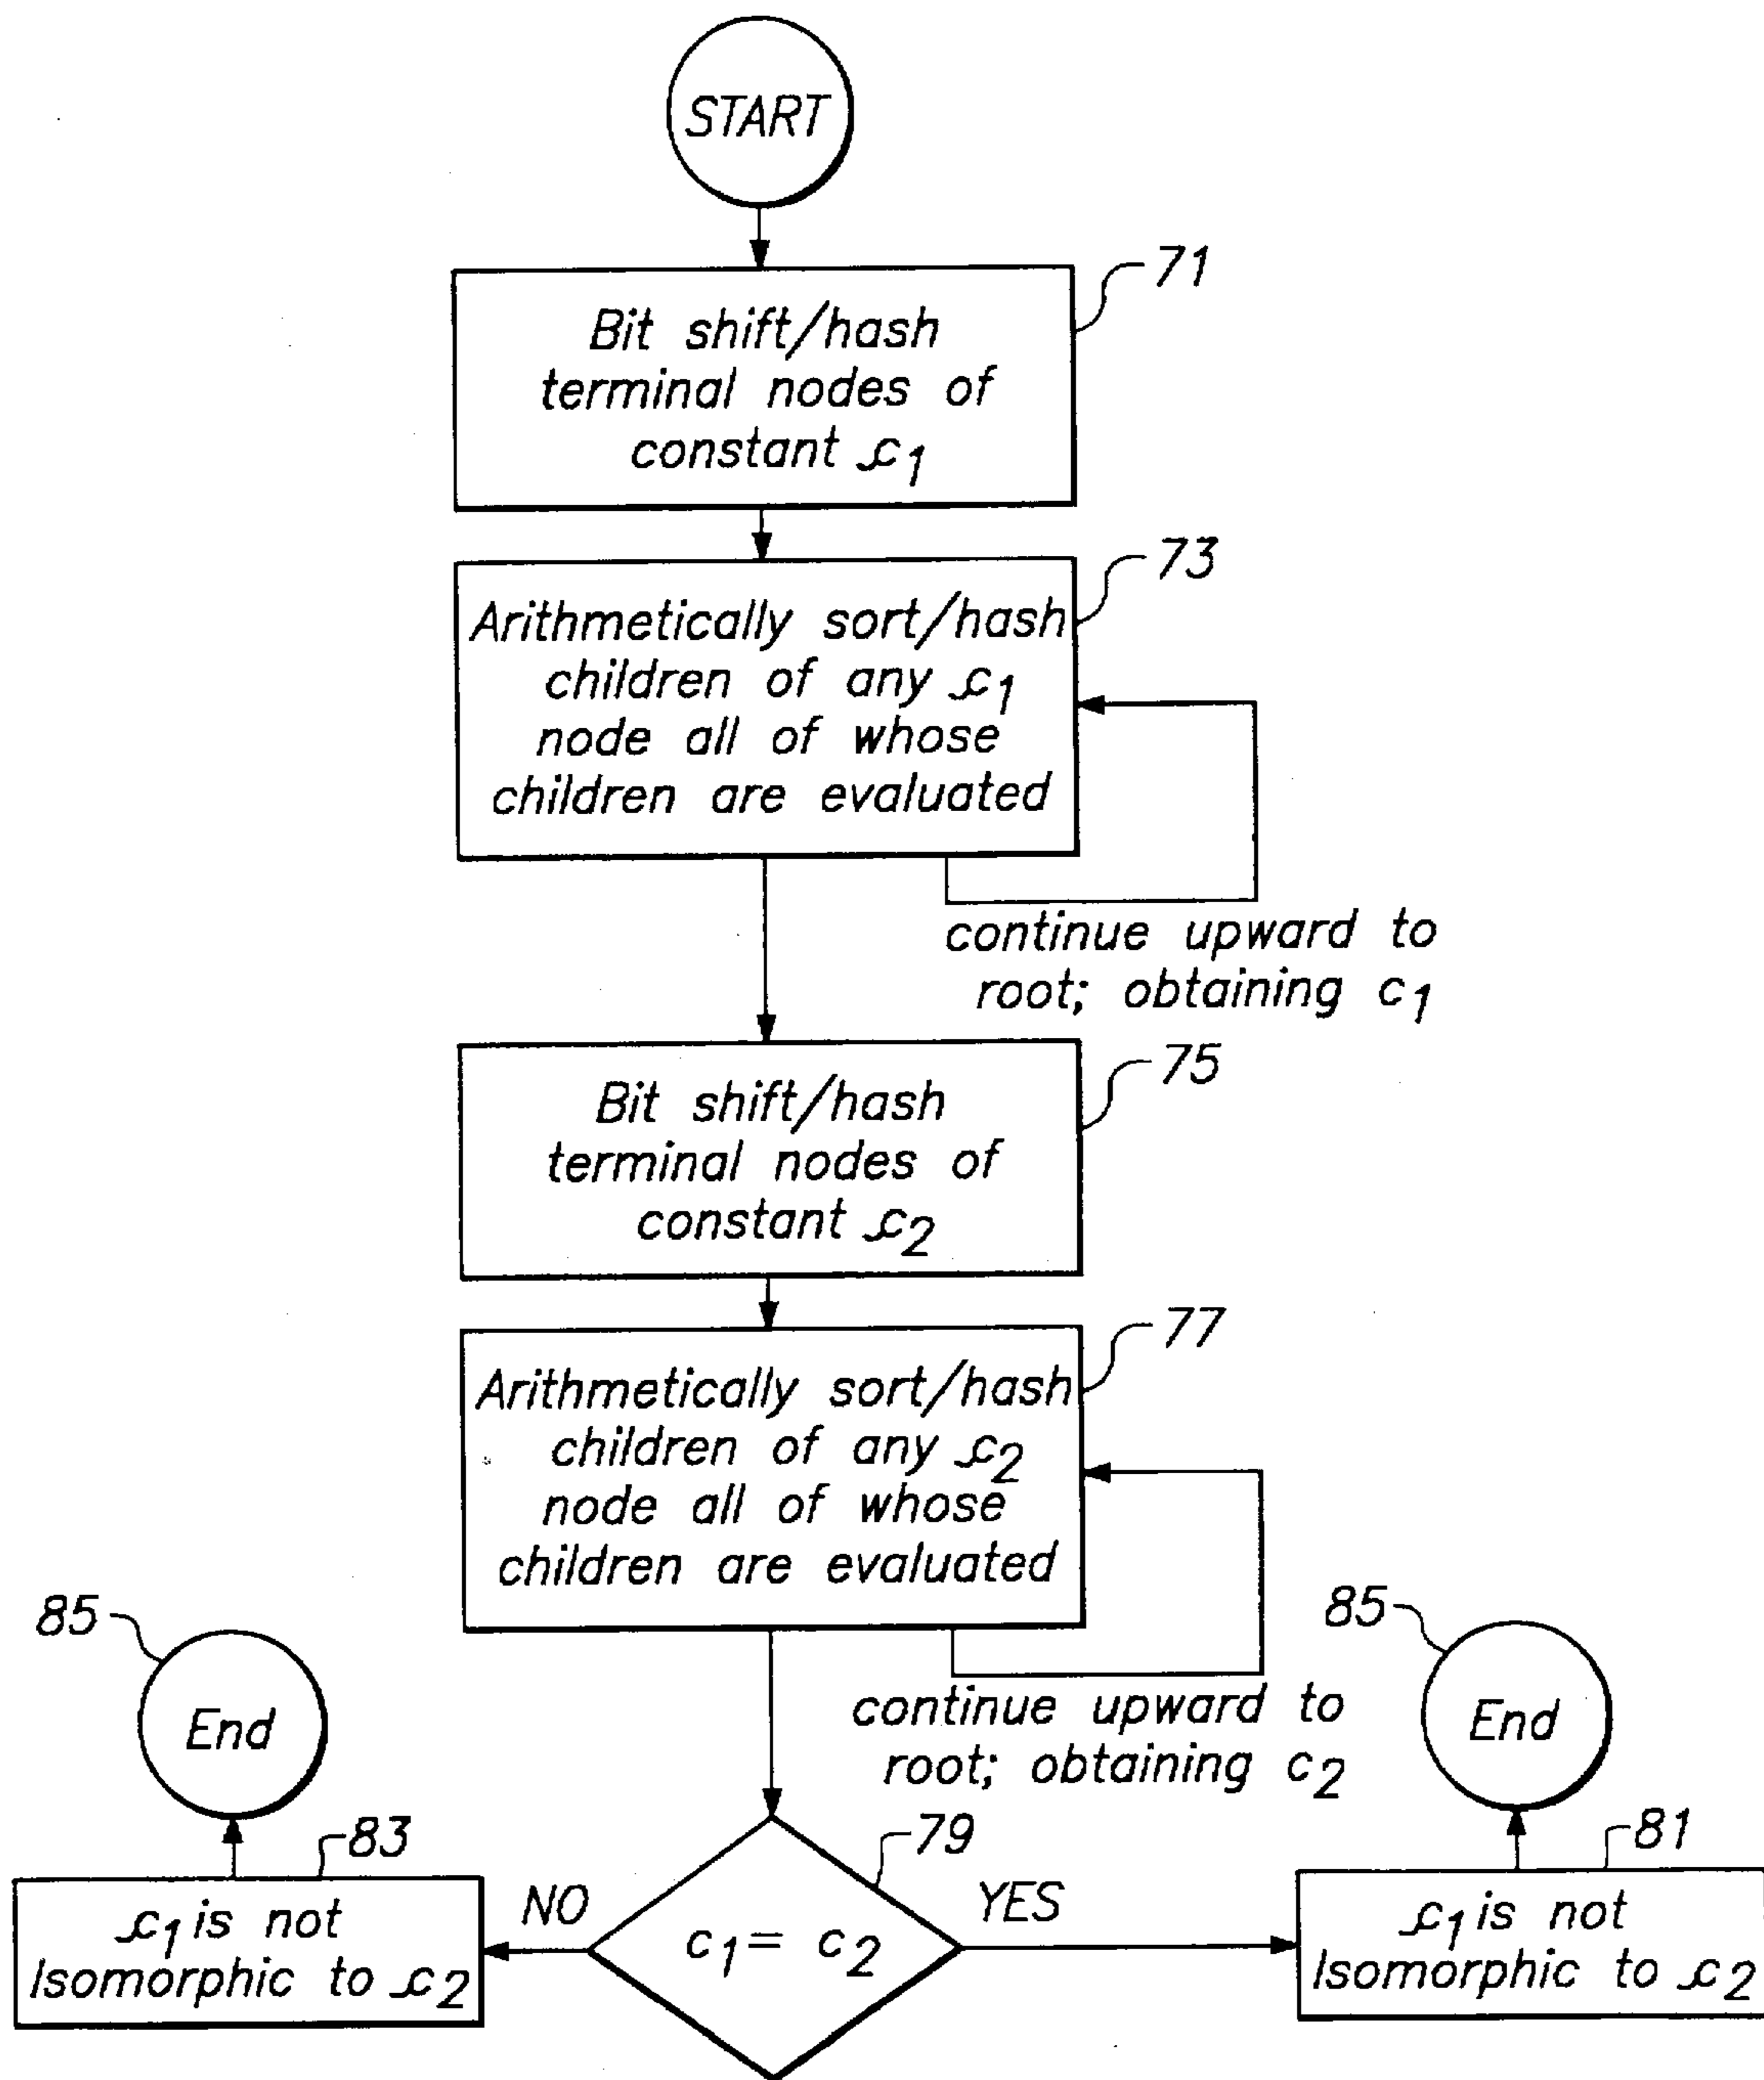 START
71
Bit shift/hash
terminal nodes of
constant 𝓒1
73
Arithmetically sort/hash
children of any 𝓒1
node all of whose
children are evaluated
continue upward to
root; obtaining c1
75
Bit shift/hash
terminal nodes of
constant 𝓒2
77
Arithmetically sort/hash
children of any 𝓒2
node all of whose
children are evaluated
continue upward to
root; obtaining c2
85
End
85
End
83
𝓒1 is not
Isomorphic to 𝓒2
NO
79
c1 = c2
YES
81
𝓒1 is not
Isomorphic to 𝓒2